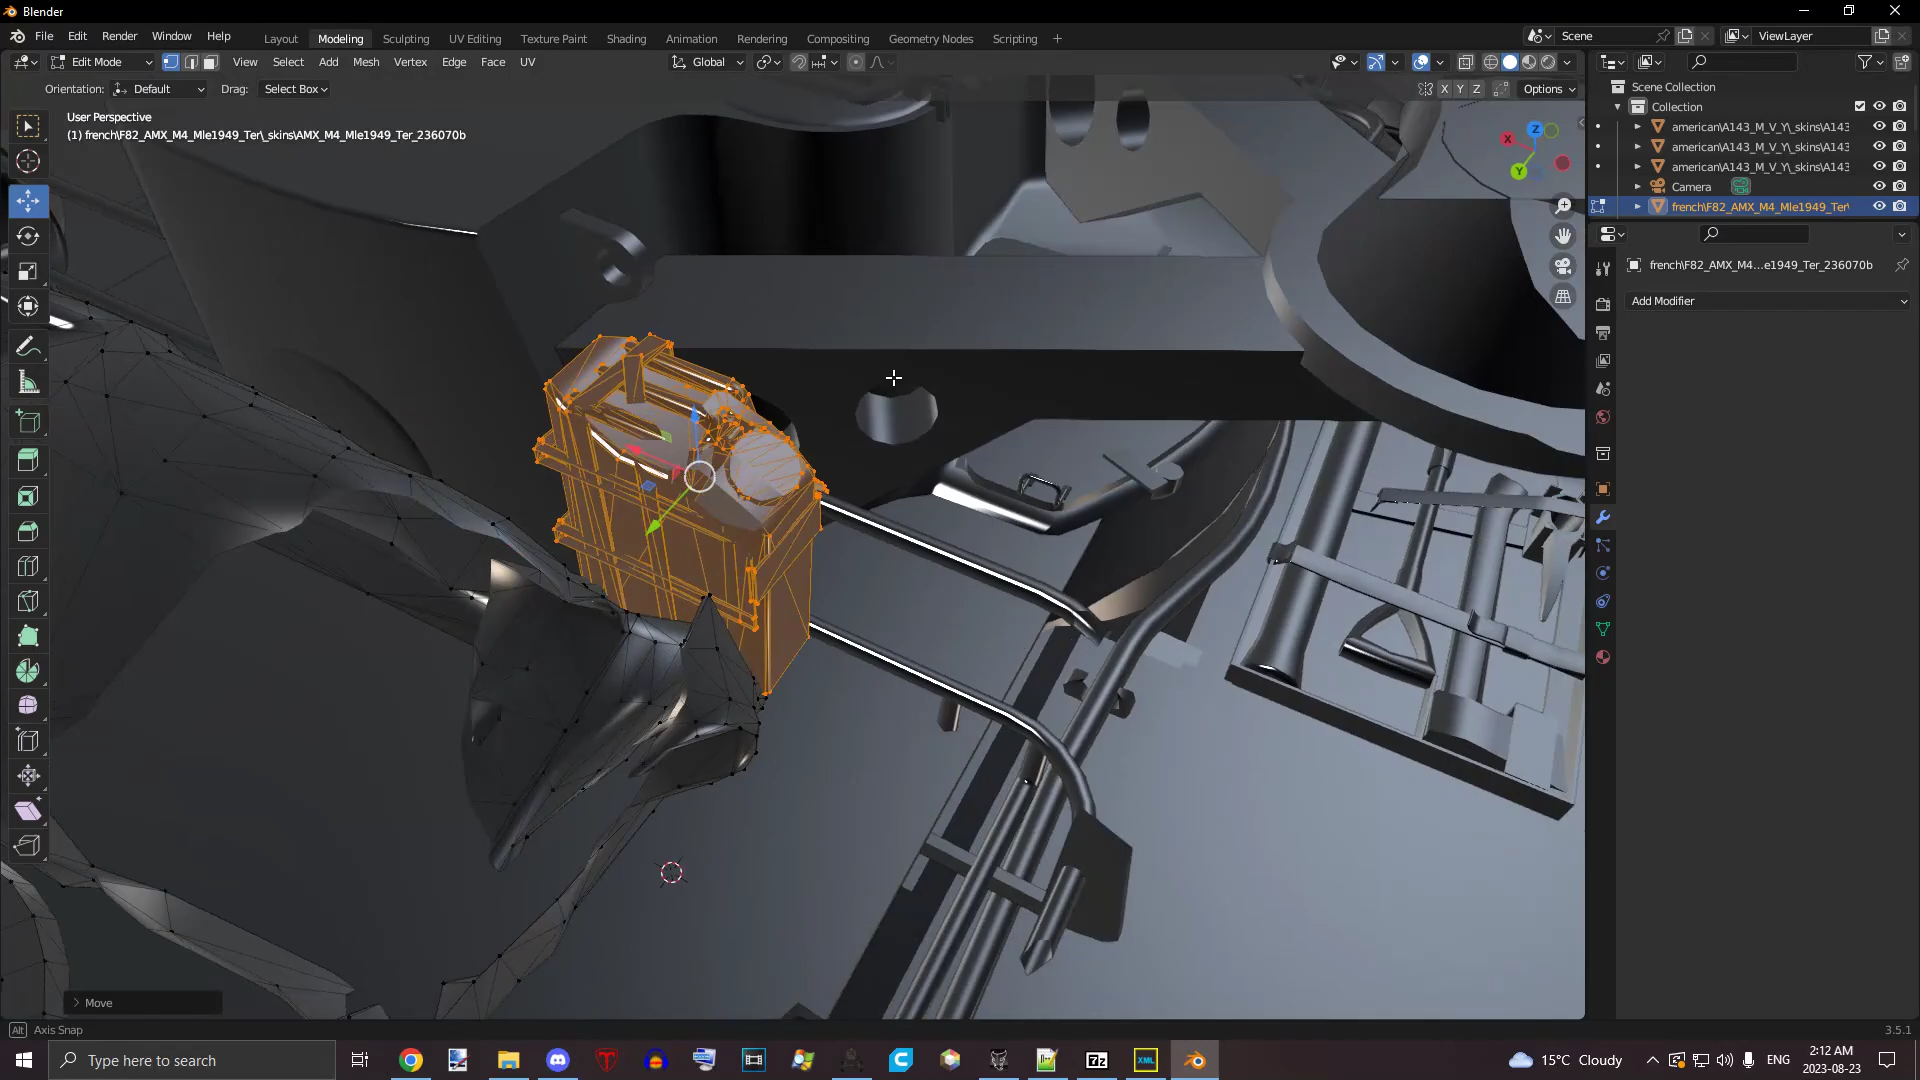 Blender
File Edit Render Window Help
Layout Modeling Sculpting UV Editing Texture Paint Shading Animation Rendering Compositing Geometry Nodes Scripting +
Scene
ViewLayer
Edit Mode View Select Add Mesh Vertex Edge Face UV
Global
Orientation: Default Drag: Select Box
X Y Z Options
User Perspective
(1) french\F82_AMX_M4_Mle1949_Ter\_skins\AMX_M4_Mle1949_Ter_236070b
X Y Z
Scene Collection
Collection
american\A143_M_V_Y\_skins\A143
american\A143_M_V_Y\_skins\A143
american\A143_M_V_Y\_skins\A143
Camera
french\F82_AMX_M4_Mle1949_Ter\
french\F82_AMX_M4...e1949_Ter_236070b
Add Modifier
> Move
Alt Axis Snap
3.5.1
Type here to search
7z
XML
15°C Cloudy
ENG
2:12 AM
2023-08-23